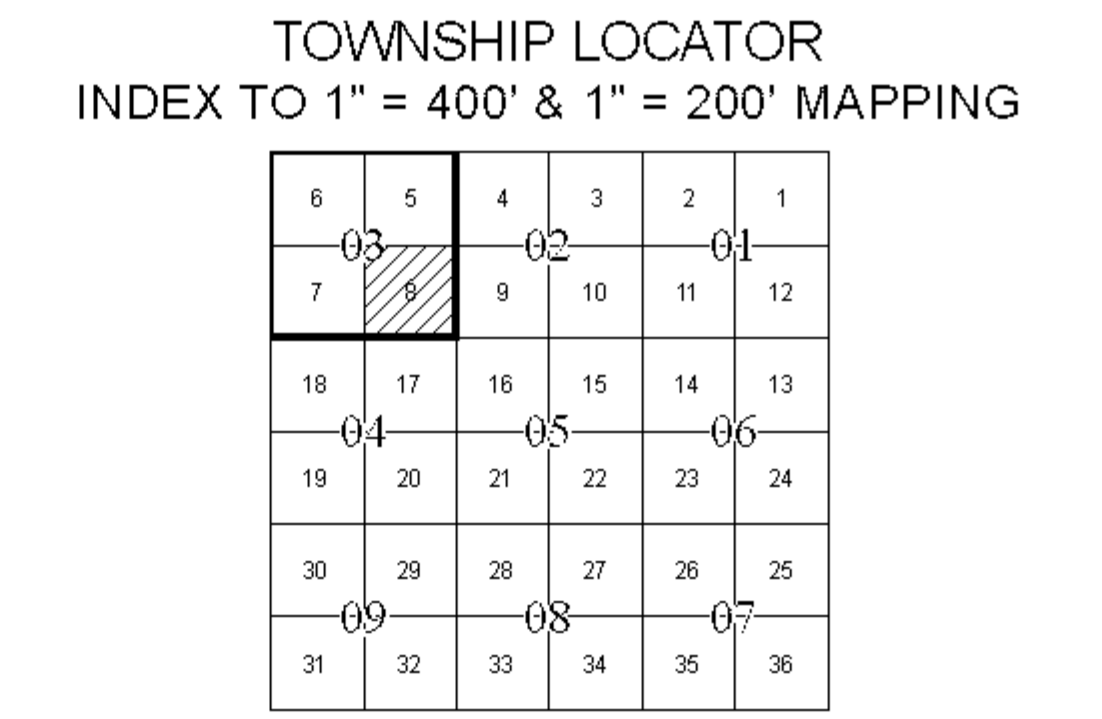 TOWNSHIP LOCATOR
INDEX TO 1" = 400' & 1" = 200' MAPPING
6 5 4 3 2 1
03 02 01
7 8 9 10 11 12
18 17 16 15 14 13
04 05 06
19 20 21 22 23 24
30 29 28 27 26 25
09 08 07
31 32 33 34 35 36